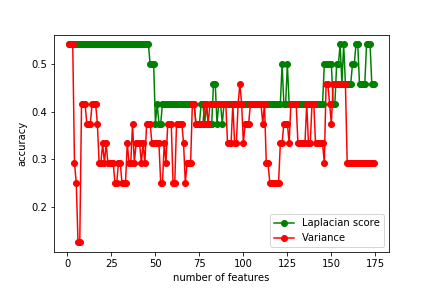 0.5
0.4
0.3
0.2
accuracy
0 25 50 75 100 125 150 175
number of features
Laplacian score
Variance